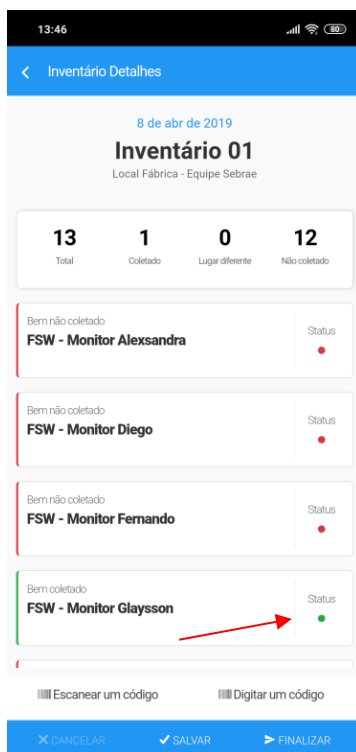 13:46
80
Inventário Detalhes
8 de abr de 2019
Inventário 01
Local Fábrica - Equipe Sebrae
13 1 0 12
Total Coletado Lugar diferente Não coletado
Bem não coletado
FSW - Monitor Alexsandra
Status
Bem não coletado
FSW - Monitor Diego
Status
Bem não coletado
FSW - Monitor Fernando
Status
Bem coletado
FSW - Monitor Glaysson
Status
Escanear um código Digitar um código
CANCELAR SALVAR FINALIZAR